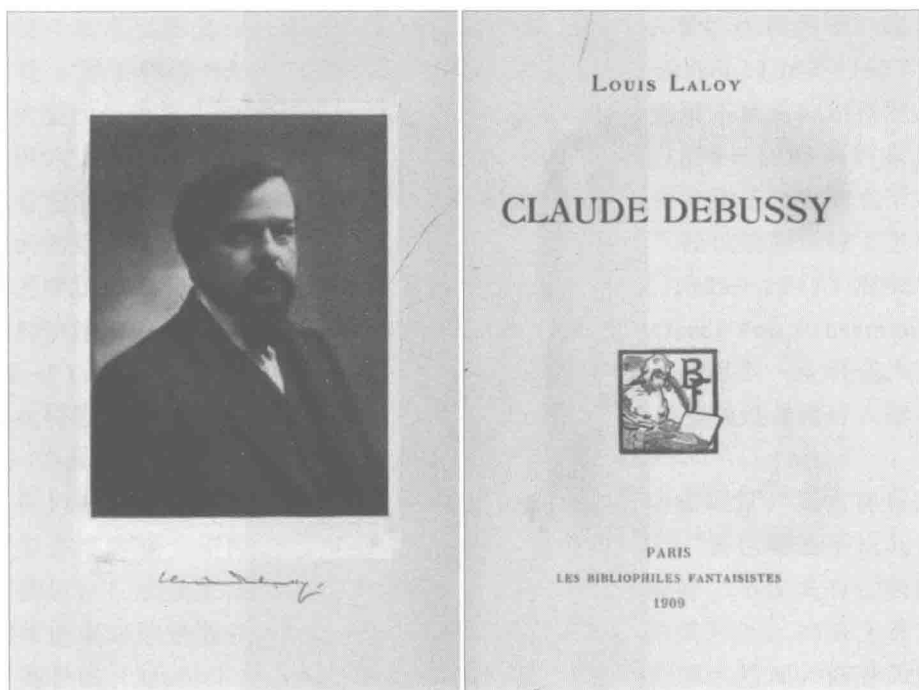 LOUIS LALOY
CLAUDE DEBUSSY
B
F
PARIS
LES BIBLIOPHILES FANTAISISTES
1909